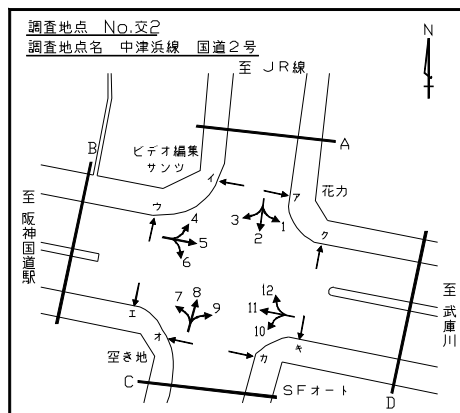 調査地点 No.交2
調査地点名 中津浜線 国道2号
N
至 JR線
A
B
ビデオ編集
サンツ
花力
イ
ア
ウ
ク
4
5
6
3
2
1
至 阪神国道駅
至 武庫川
エ
オ
7
8
9
12
11
10
カ
キ
空き地
C
SFオート
D